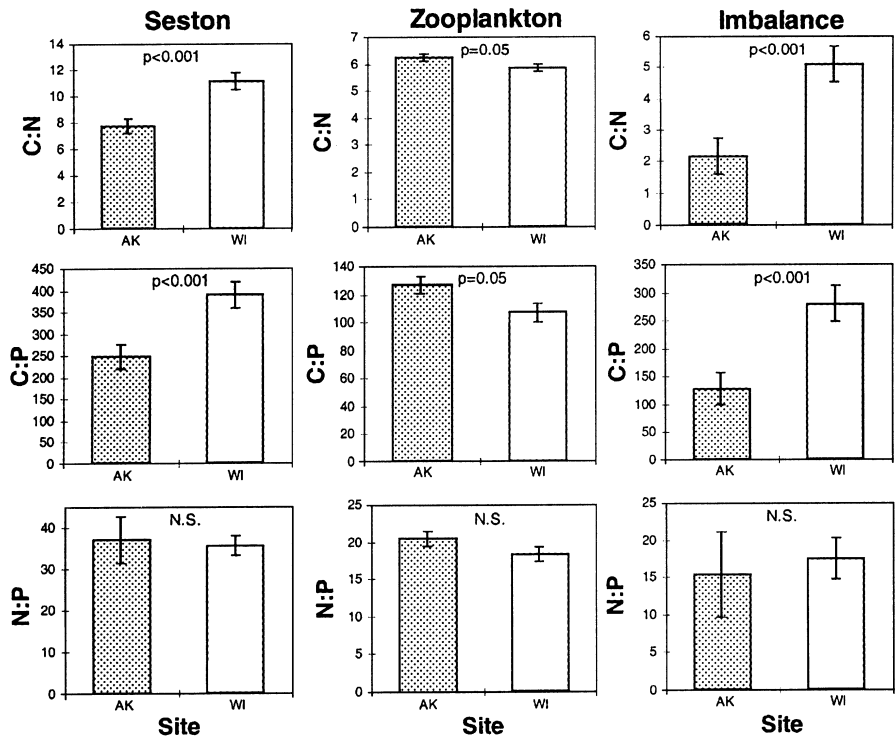 Seston
Zooplankton
Imbalance
C:N
14
12
10
8
6
4
2
0
p<0.001
AK
WI
C:N
7
6
5
4
3
2
1
0
p=0.05
AK
WI
C:N
6
5
4
3
2
1
0
p<0.001
AK
WI
C:P
450
400
350
300
250
200
150
100
50
0
p<0.001
AK
WI
C:P
140
120
100
80
60
40
20
0
p=0.05
AK
WI
C:P
350
300
250
200
150
100
50
0
p<0.001
AK
WI
N:P
40
30
20
10
0
N.S.
AK
WI
Site
N:P
25
20
15
10
5
0
N.S.
AK
WI
Site
N:P
25
20
15
10
5
0
N.S.
AK
WI
Site